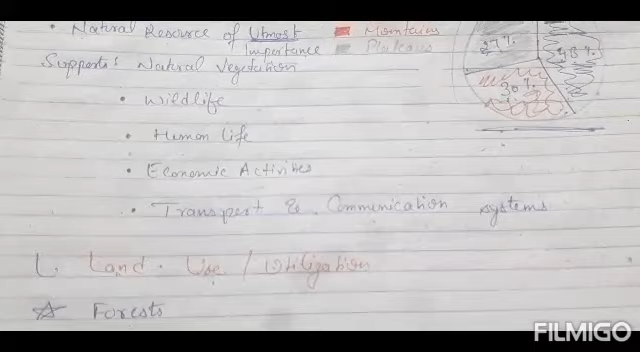 • Natural Resource of Utmost Importance
Mountains
Plateaus
27%
43%
30%
Supports: Natural Vegetation
• Wildlife
• Human life
• Economic Activities
• Transport & Communication systems
L. Land. Use / Utilization
☆ Forests
FILMIGO